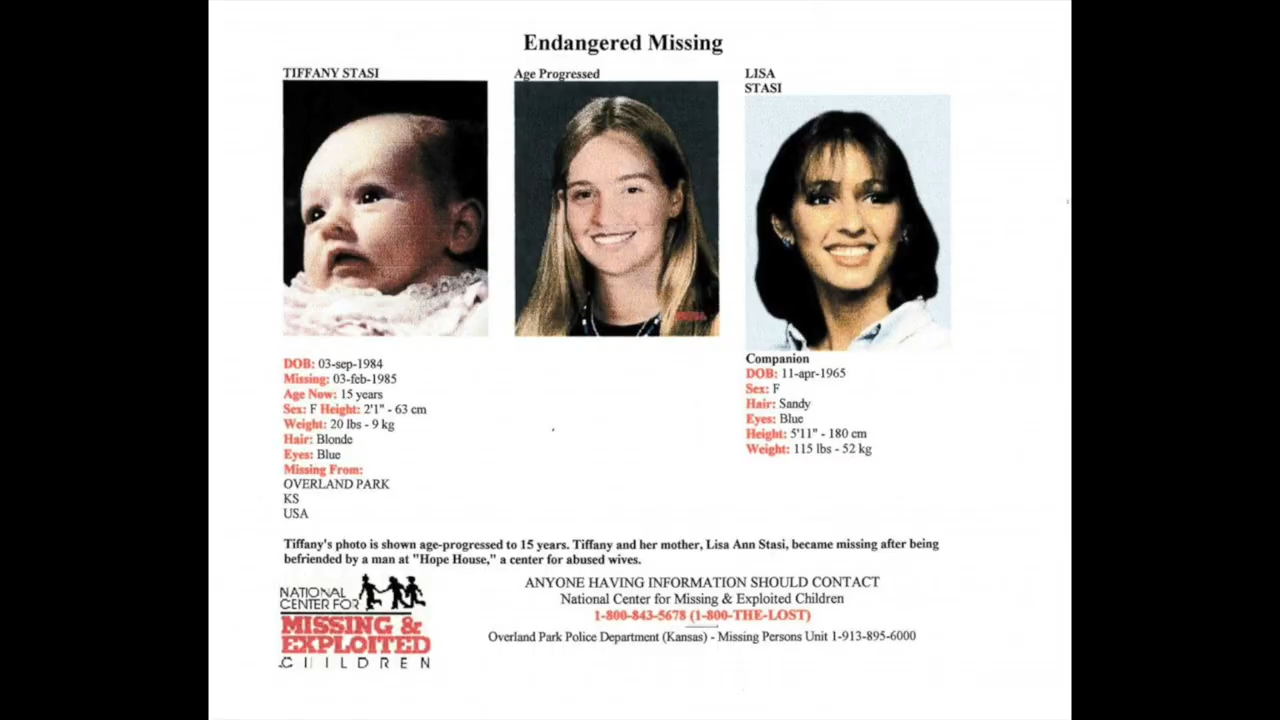 Endangered Missing
TIFFANY STASI
Age Progressed
LISA
STASI
DOB: 03-sep-1984
Missing: 03-feb-1985
Age Now: 15 years
Sex: F Height: 2'1" - 63 cm
Weight: 20 lbs - 9 kg
Hair: Blonde
Eyes: Blue
Missing From:
OVERLAND PARK
KS
USA
Companion
DOB: 11-apr-1965
Sex: F
Hair: Sandy
Eyes: Blue
Height: 5'11" - 180 cm
Weight: 115 lbs - 52 kg
Tiffany's photo is shown age-progressed to 15 years. Tiffany and her mother, Lisa Ann Stasi, became missing after being
befriended by a man at "Hope House," a center for abused wives.
NATIONAL
CENTER FOR
MISSING &
EXPLOITED
CHILDREN
ANYONE HAVING INFORMATION SHOULD CONTACT
National Center for Missing & Exploited Children
1-800-843-5678 (1-800-THE-LOST)
Overland Park Police Department (Kansas) - Missing Persons Unit 1-913-895-6000